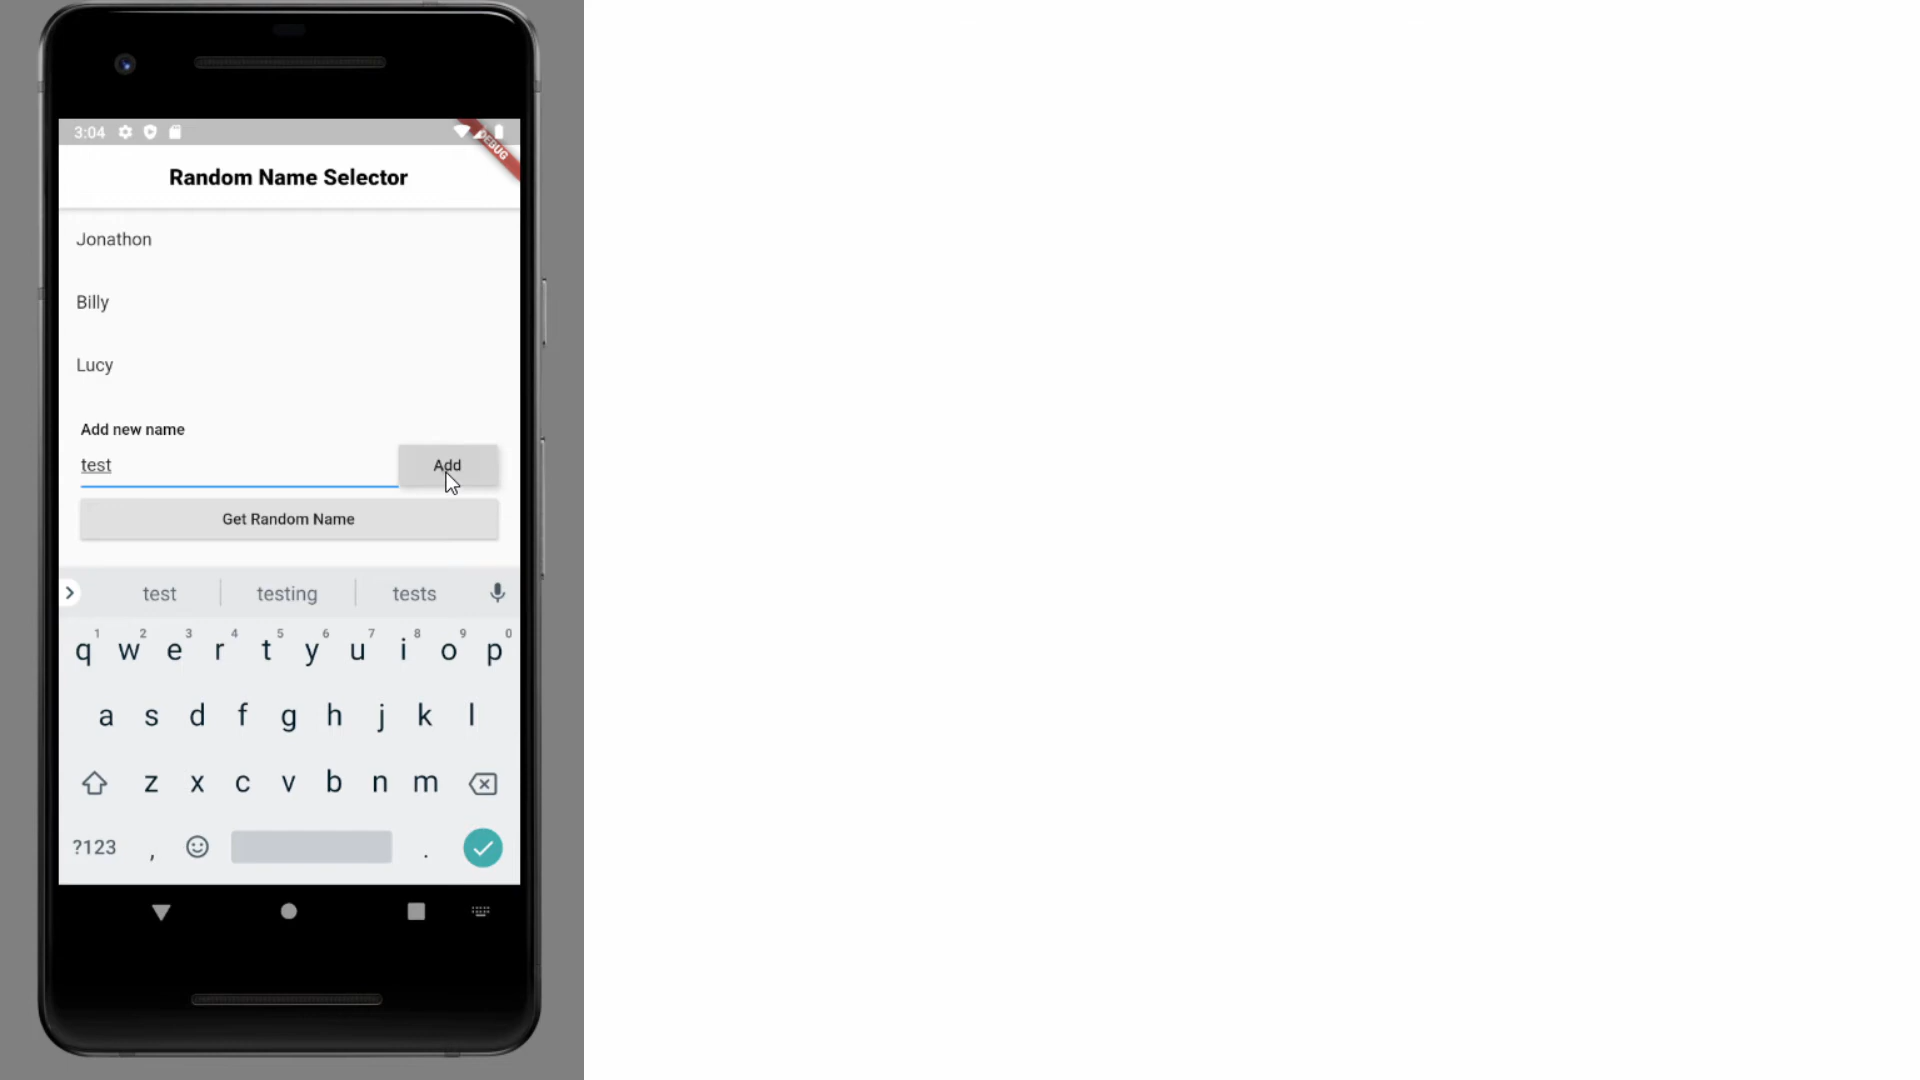 3:04
DEBUG
Random Name Selector
Jonathon
Billy
Lucy
Add new name
test Add
Get Random Name
test testing tests
1 2 3 4 5 6 7 8 9 0
q w e r t y u i o p
a s d f g h j k l
z x c v b n m
?123 , .